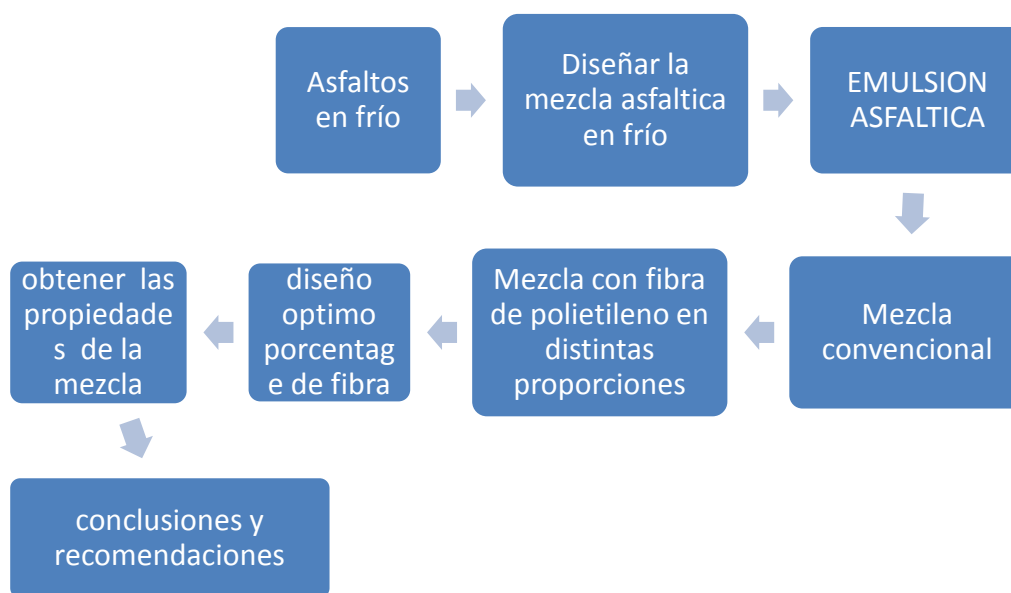 Asfaltos
en frío
Diseñar la
mezcla asfaltica
en frío
EMULSION
ASFALTICA
Mezcla
convencional
Mezcla con fibra
de polietileno en
distintas
proporciones
diseño
optimo
porcentag
e de fibra
obtener las
propiedade
s de la
mezcla
conclusiones y
recomendaciones